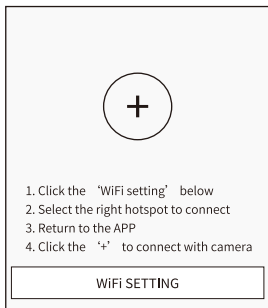 +
1. Click the ‘WiFi setting’ below
2. Select the right hotspot to connect
3. Return to the APP
4. Click the ‘+’ to connect with camera
WiFi SETTING